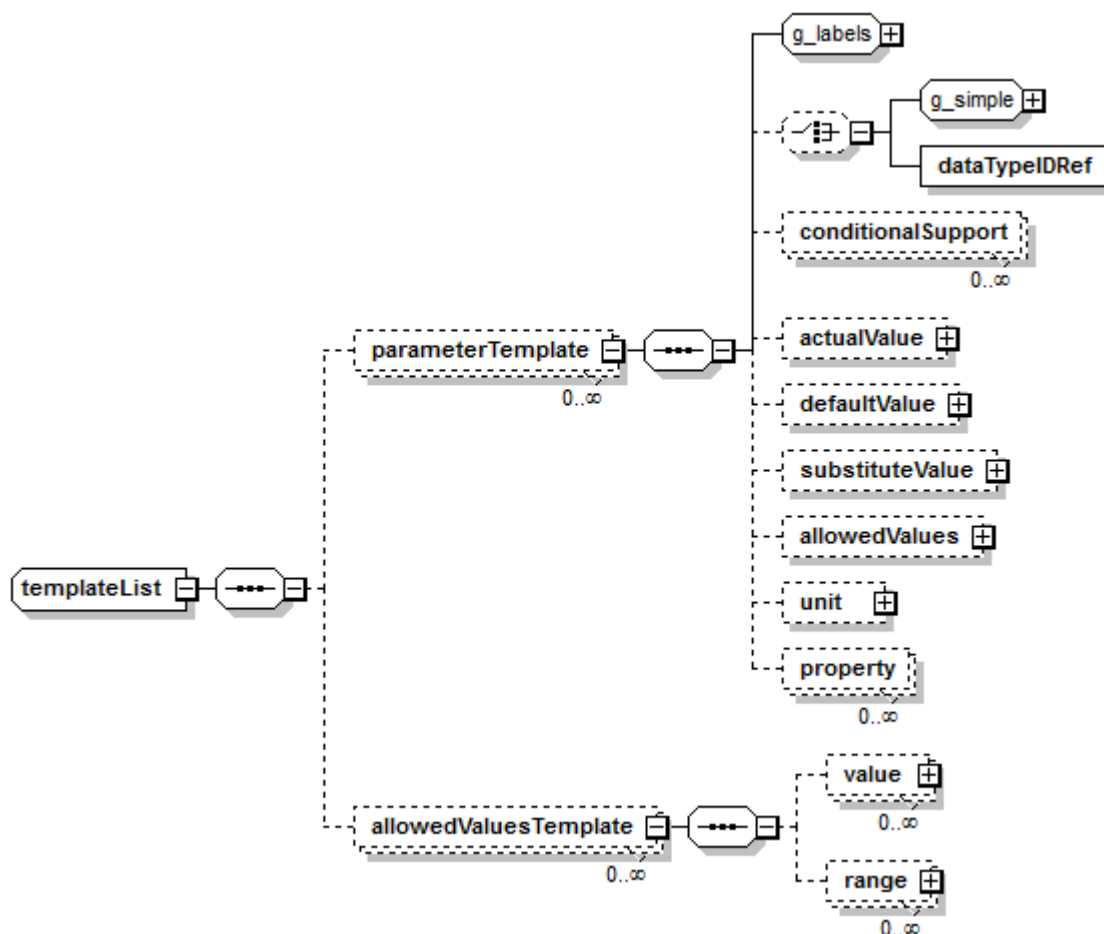 g_labels
g_simple
dataTypeIDRef
conditionalSupport
0..∞
actualValue
parameterTemplate
0..∞
defaultValue
substituteValue
allowedValues
templateList
unit
property
0..∞
value
0..∞
allowedValuesTemplate
0..∞
range
0..∞